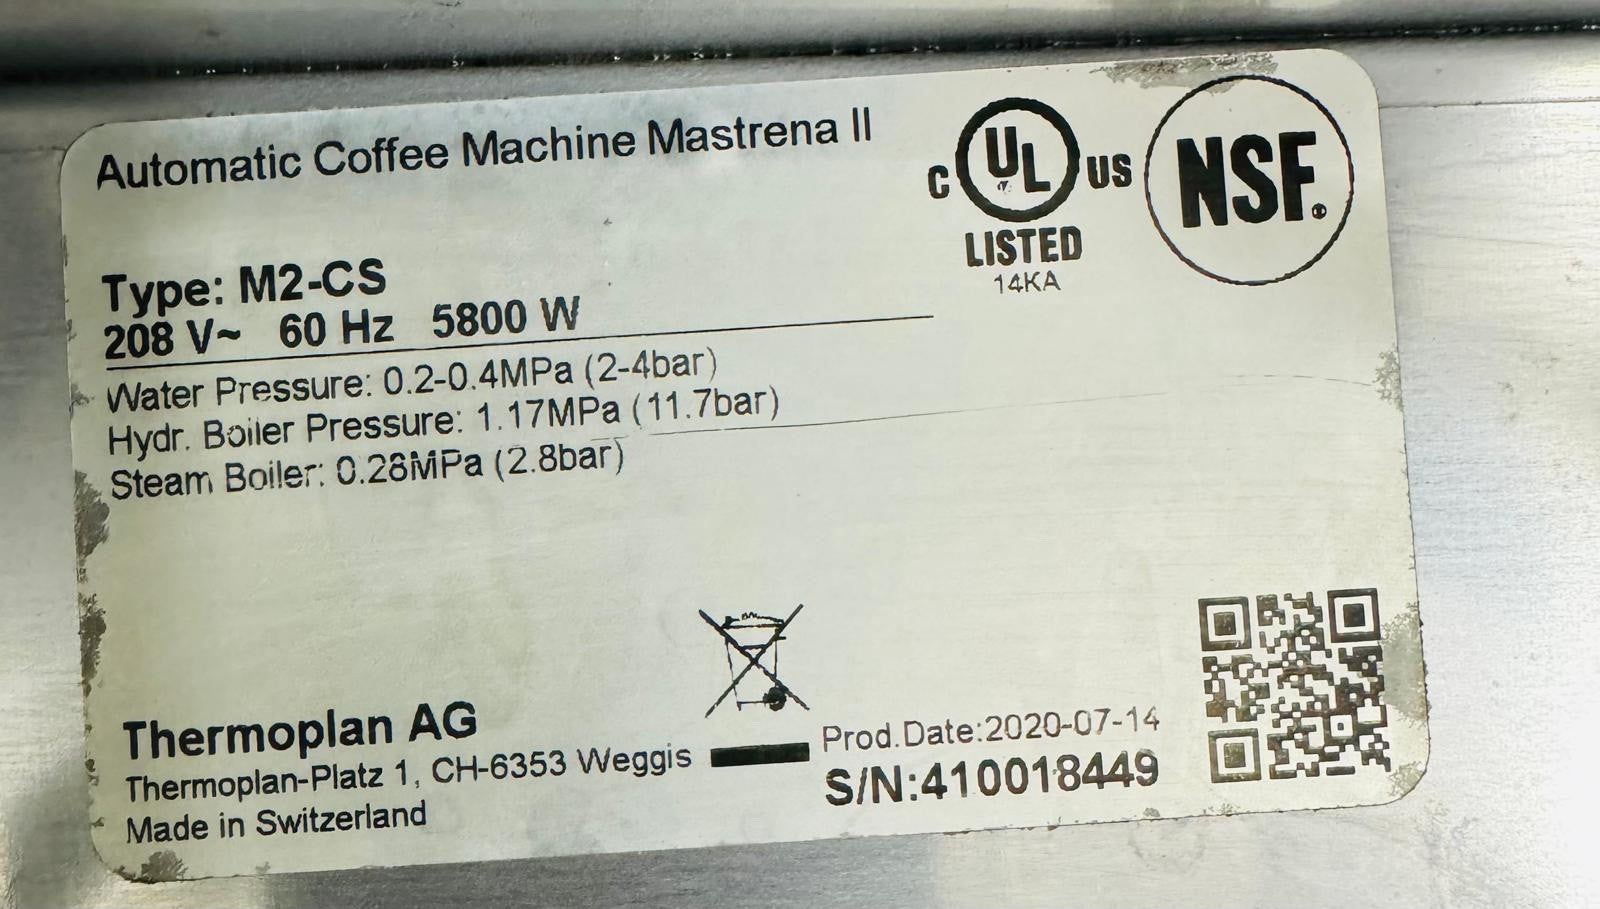 Automatic Coffee Machine Mastrena II
C UL US
LISTED
14KA
NSF.
Type: M2-CS
208 V~ 60 Hz 5800 W
Water Pressure: 0.2-0.4MPa (2-4bar)
Hydr. Boiler Pressure: 1.17MPa (11.7bar)
Steam Boiler: 0.28MPa (2.8bar)
Thermoplan AG
Thermoplan-Platz 1, CH-6353 Weggis
Made in Switzerland
Prod.Date:2020-07-14
S/N:410018449